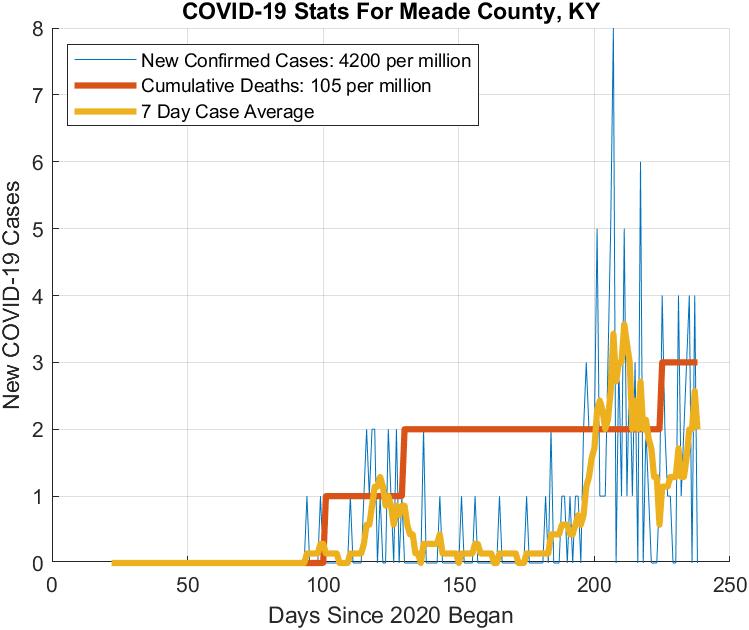 COVID-19 Stats For Meade County, KY
New Confirmed Cases: 4200 per million
Cumulative Deaths: 105 per million
7 Day Case Average
New COVID-19 Cases
8
7
6
5
4
3
2
1
0
0 50 100 150 200 250
Days Since 2020 Began